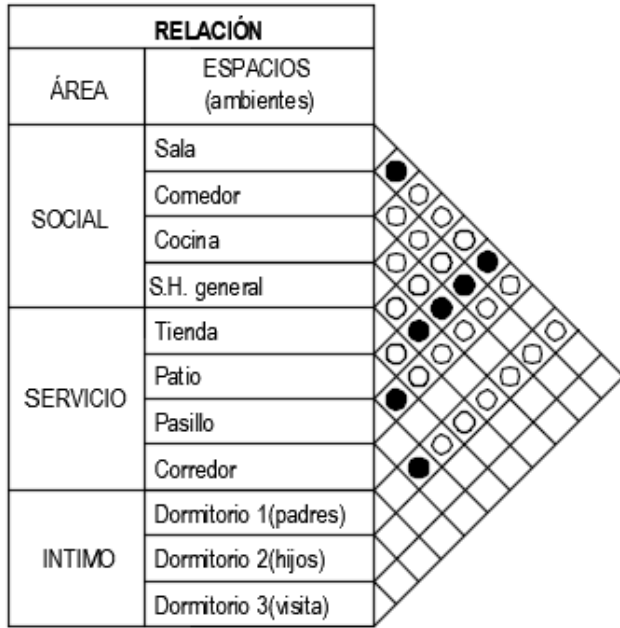 RELACIÓN
ÁREA
ESPACIOS
(ambientes)
SOCIAL
Sala
Comedor
Cocina
S.H. general
SERVICIO
Tienda
Patio
Pasillo
Corredor
INTIMO
Dormitorio 1(padres)
Dormitorio 2(hijos)
Dormitorio 3(visita)